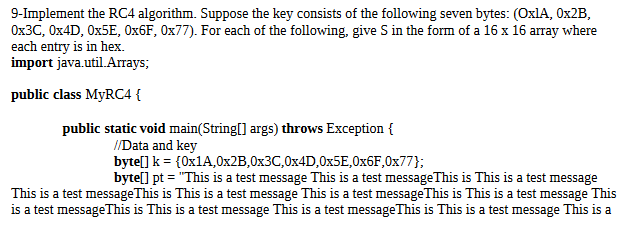 9-Implement the RC4 algorithm. Suppose the key consists of the following seven bytes: (OxlA, 0x2B,
0x3C, 0x4D, 0x5E, 0x6F, 0x77). For each of the following, give S in the form of a 16 x 16 array where
each entry is in hex.
import java.util.Arrays;
public class MyRC4 {
public static void main(String[] args) throws Exception {
//Data and key
byte[] k = {0x1A,0x2B,0x3C,0x4D,0x5E,0x6F,0x77};
byte[] pt = "This is a test message This is a test messageThis is This is a test message
This is a test messageThis is This is a test message This is a test messageThis is This is a test message This
is a test messageThis is This is a test message This is a test messageThis is This is a test message This is a